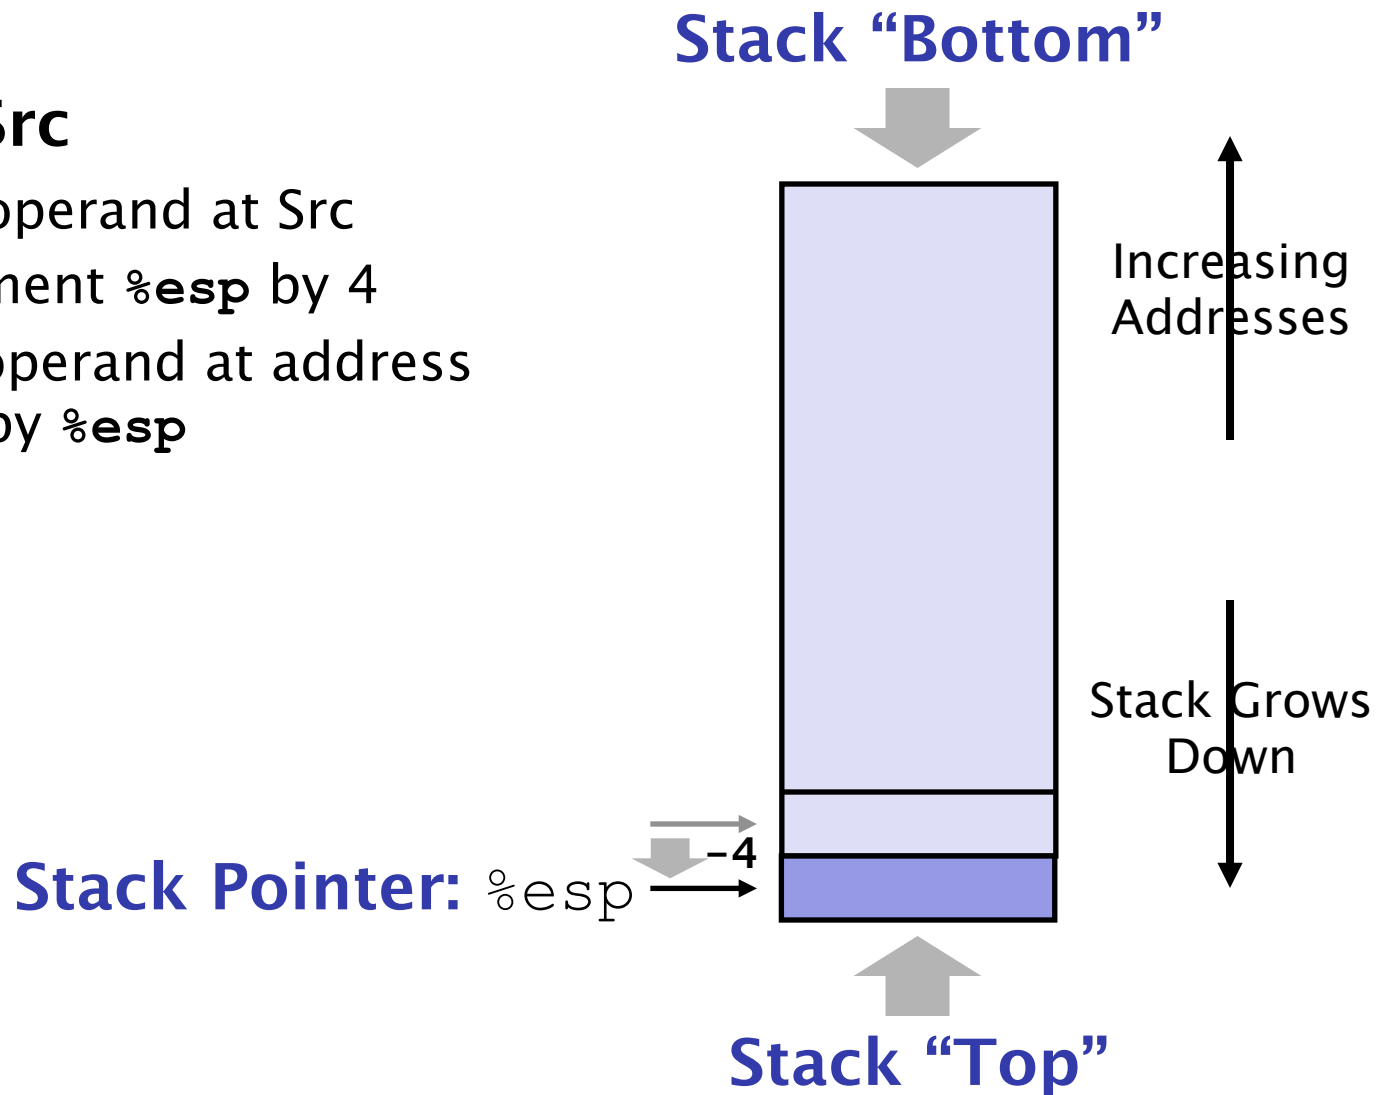 Stack “Bottom”
Src
operand at Src
ment %esp by 4
operand at address
by %esp
Increasing
Addresses
Stack Grows
Down
-4
Stack Pointer: %esp
Stack “Top”